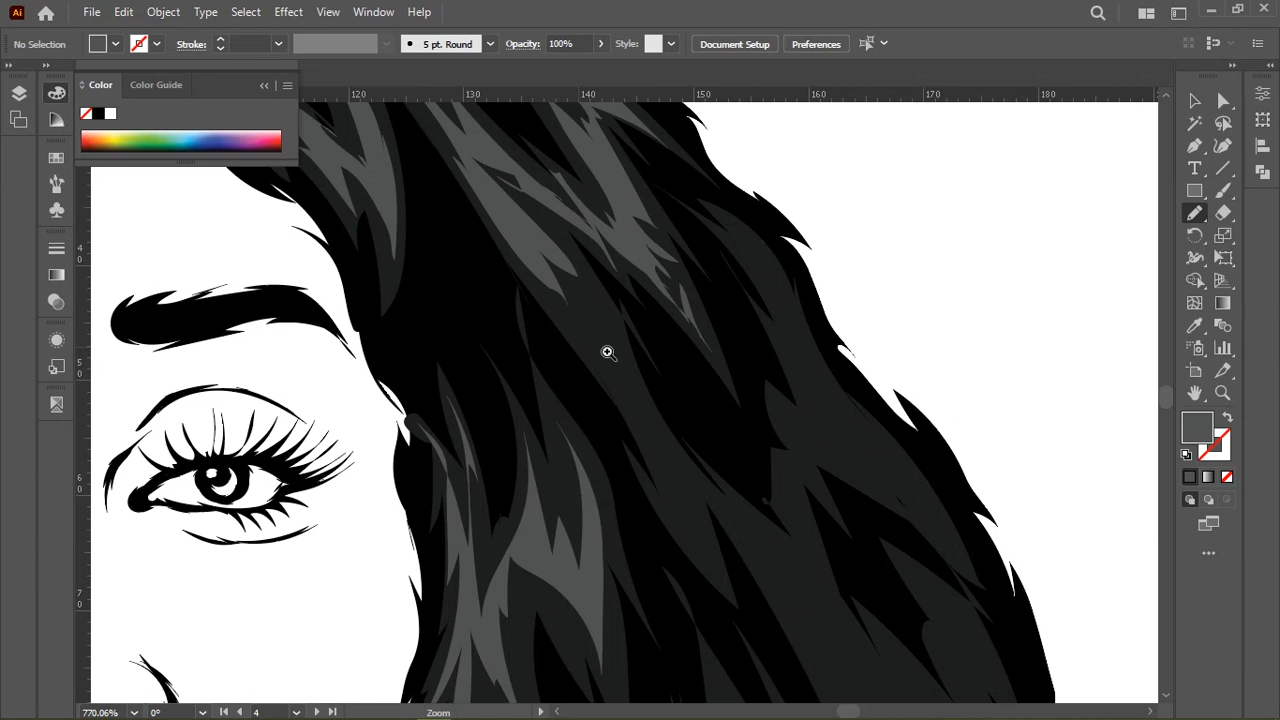 Ai File Edit Object Type Select Effect View Window Help
No Selection Stroke: 5 pt. Round Opacity: 100% Style: Document Setup Preferences
Color Color Guide
120 130 140 150 160 170 180
4
0
5
0
6
0
7
0
770.06% 0° 4 Zoom